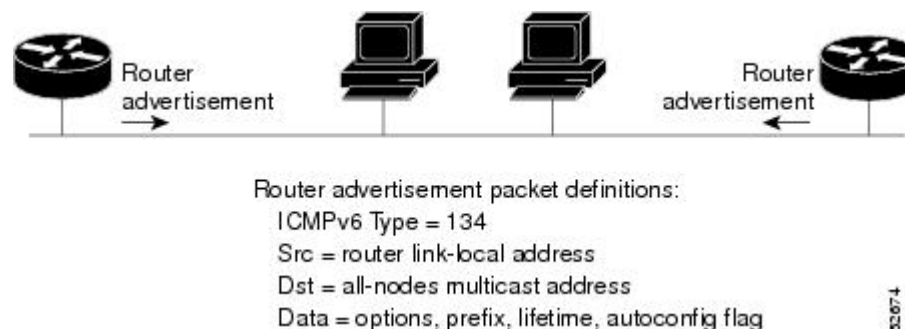 Router
advertisement
Router
advertisement
Router advertisement packet definitions:
ICMPv6 Type = 134
Src = router link-local address
Dst = all-nodes multicast address
Data = options, prefix, lifetime, autoconfig flag
52674